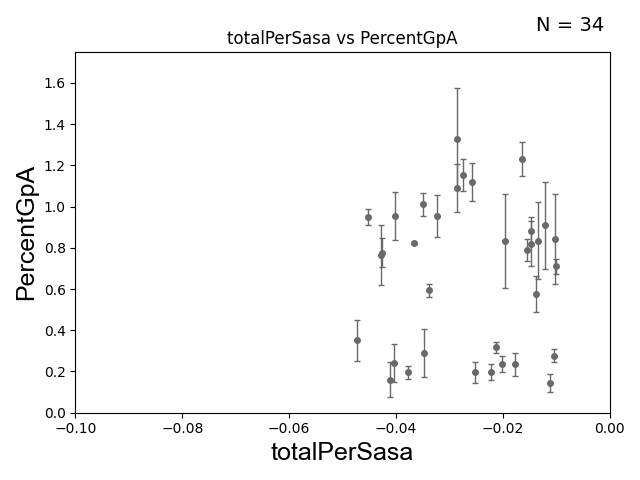 N = 34
totalPerSasa vs PercentGpA
PercentGpA
1.6
1.4
1.2
1.0
0.8
0.6
0.4
0.2
0.0
−0.10 −0.08 −0.06 −0.04 −0.02 0.00
totalPerSasa